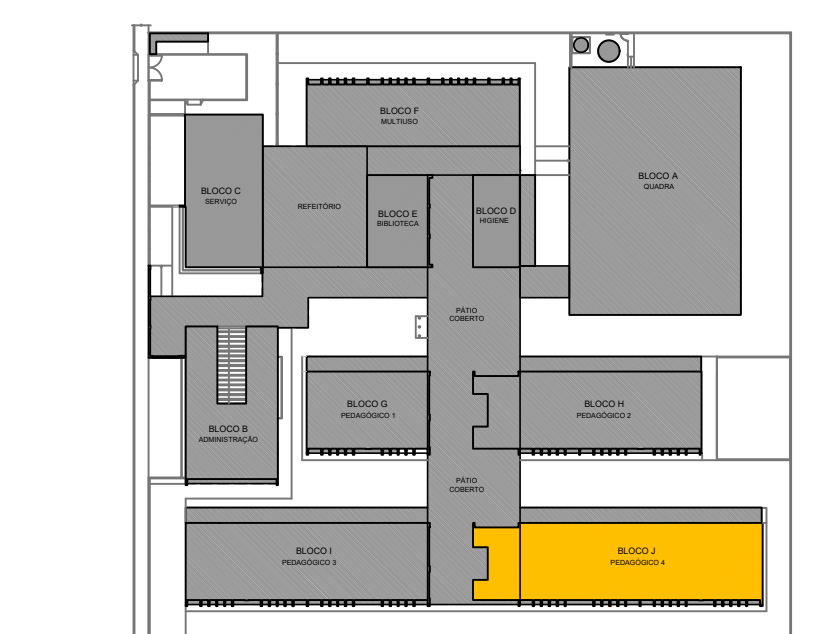 BLOCO F
MULTIUSO
BLOCO A
QUADRA
BLOCO C
SERVIÇO
REFEITÓRIO
BLOCO E
BIBLIOTECA
BLOCO D
HIGIENE
PÁTIO
COBERTO
BLOCO G
PEDAGÓGICO 1
BLOCO H
PEDAGÓGICO 2
BLOCO B
ADMINISTRAÇÃO
PÁTIO
COBERTO
BLOCO I
PEDAGÓGICO 3
BLOCO J
PEDAGÓGICO 4